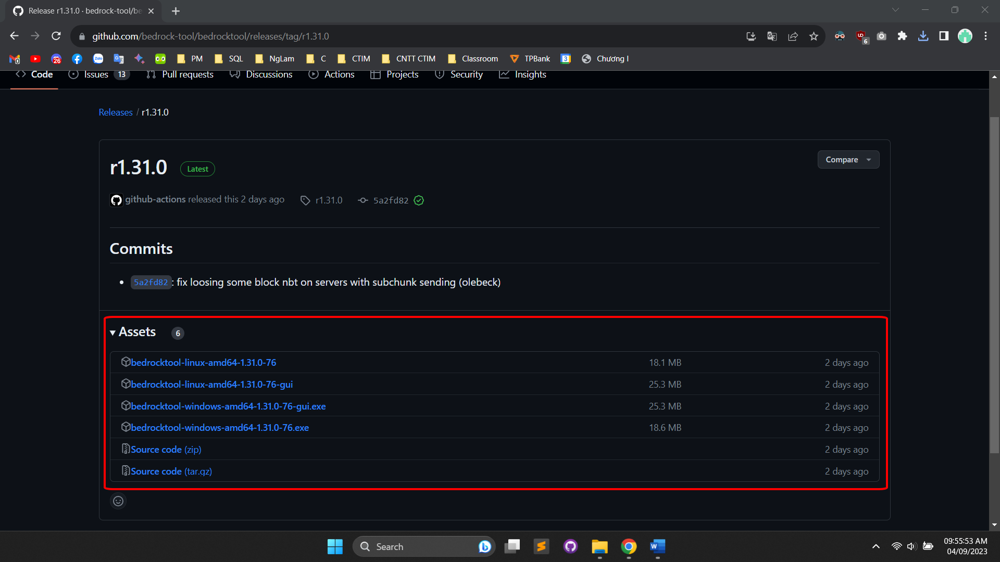 Release r1.31.0 · bedrock-tool/be
github.com/bedrock-tool/bedrocktool/releases/tag/r1.31.0
6
0
26
Zalo
PM
SQL
NgLam
C
CTIM
CNTT CTIM
Classroom
TPBank
3
Chương I
Code
Issues 13
Pull requests
Discussions
Actions
Projects
Security
Insights
Releases / r1.31.0
r1.31.0 Latest
Compare
github-actions released this 2 days ago r1.31.0 5a2fd82
Commits
5a2fd82: fix loosing some block nbt on servers with subchunk sending (olebeck)
Assets 6
bedrocktool-linux-amd64-1.31.0-76 18.1 MB 2 days ago
bedrocktool-linux-amd64-1.31.0-76-gui 25.3 MB 2 days ago
bedrocktool-windows-amd64-1.31.0-76-gui.exe 25.3 MB 2 days ago
bedrocktool-windows-amd64-1.31.0-76.exe 18.6 MB 2 days ago
Source code (zip) 2 days ago
Source code (tar.gz) 2 days ago
Search
09:55:53 AM
04/09/2023